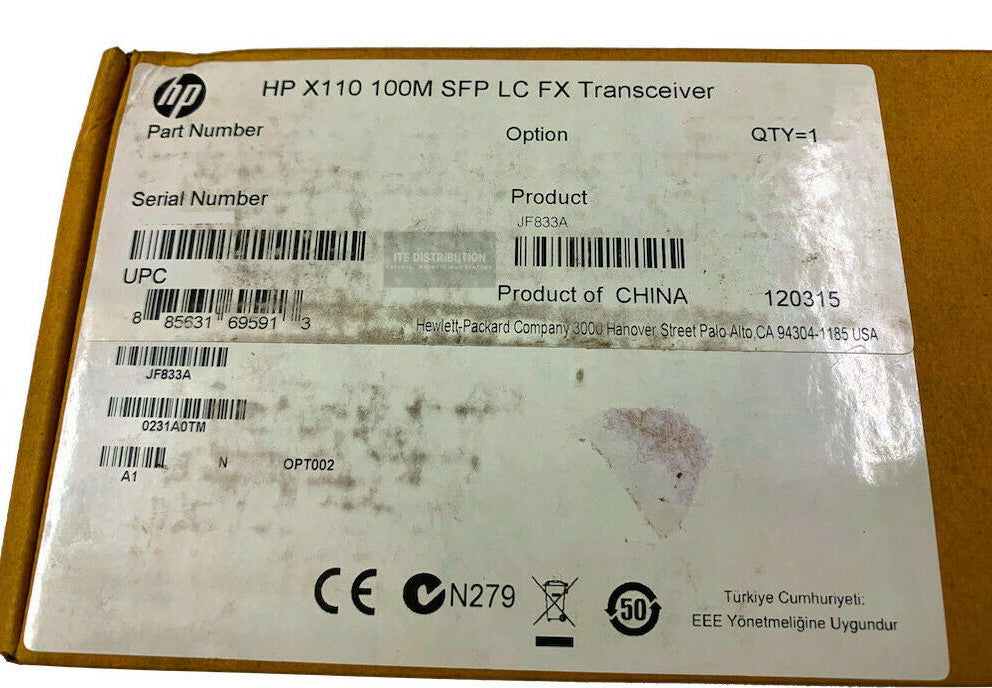 hp
HP X110 100M SFP LC FX Transceiver
Part Number
Option
QTY=1
Serial Number
Product
JF833A
ITS DISTRIBUTION
UPC
Product of CHINA
120315
8 85631 69591 3
Hewlett-Packard Company 3000 Hanover Street Palo Alto,CA 94304-1185 USA
JF833A
0231A0TM
A1
N
OPT002
CE
N279
50
Türkiye Cumhuriyeti:
EEE Yönetmeliğine Uygundur